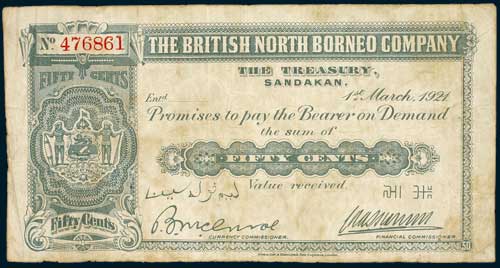 No. 476861
THE BRITISH NORTH BORNEO COMPANY
FIFTY CENTS
THE TREASURY,
SANDAKAN.
Entd.
1st March, 1921
Promises to pay the Bearer on Demand
the sum of
FIFTY CENTS
Value received.
CURRENCY COMMISSIONER.
FINANCIAL COMMISSIONER.
Fifty Cents